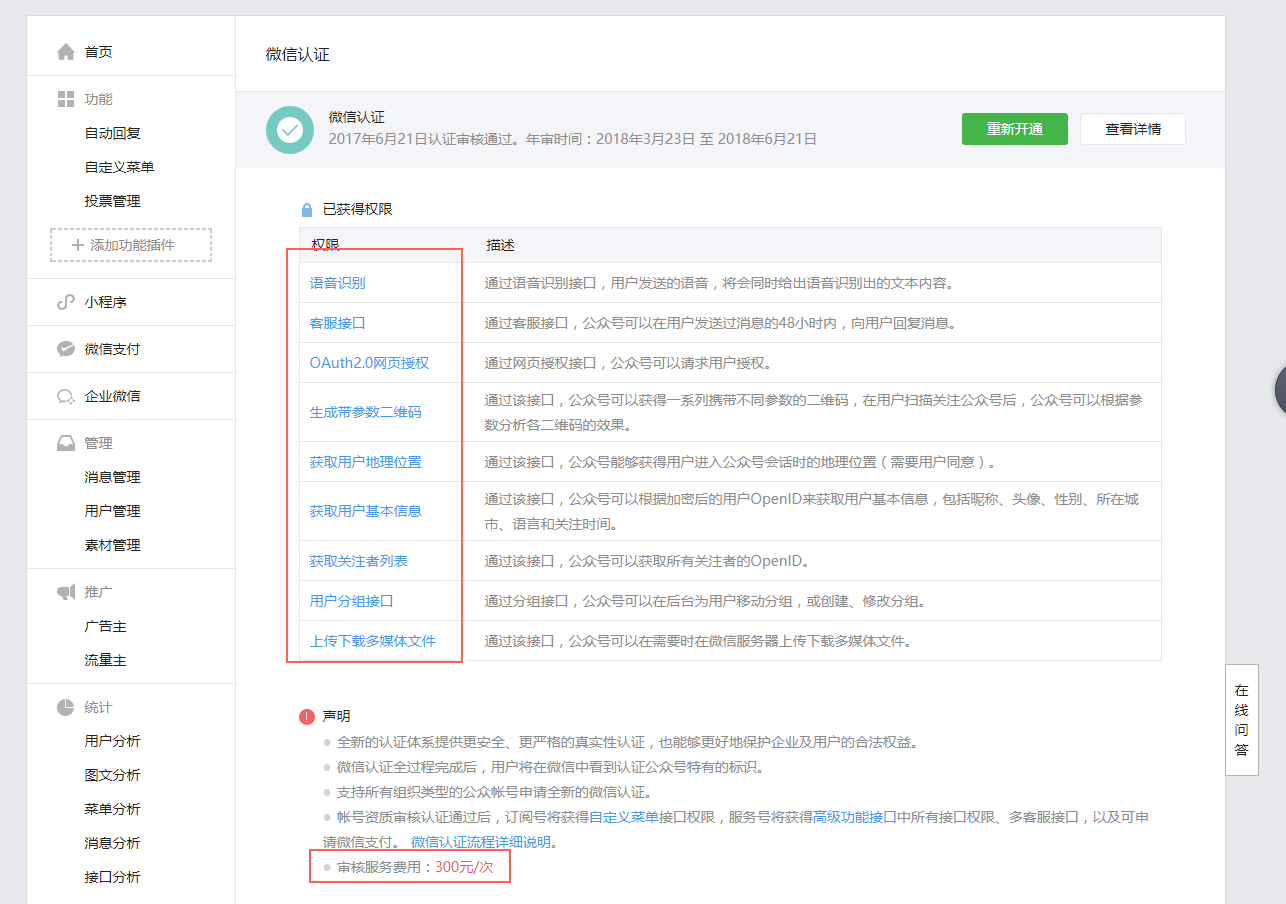 首页
功能
自动回复
自定义菜单
投票管理
添加功能插件
小程序
微信支付
企业微信
管理
消息管理
用户管理
素材管理
推广
广告主
流量主
统计
用户分析
图文分析
菜单分析
消息分析
接口分析
微信认证
微信认证
2017年6月21日认证审核通过。年审时间：2018年3月23日 至 2018年6月21日
重新开通
查看详情
已获得权限
权限 描述
语音识别 通过语音识别接口，用户发送的语音，将会同时给出语音识别出的文本内容。
客服接口 通过客服接口，公众号可以在用户发送过消息的48小时内，向用户回复消息。
OAuth2.0网页授权 通过网页授权接口，公众号可以请求用户授权。
生成带参数二维码 通过该接口，公众号可以获得一系列携带不同参数的二维码，在用户扫描关注公众号后，公众号可以根据参
数分析各二维码的效果。
获取用户地理位置 通过该接口，公众号能够获得用户进入公众号会话时的地理位置（需要用户同意）。
获取用户基本信息 通过该接口，公众号可以根据加密后的用户OpenID来获取用户基本信息，包括昵称、头像、性别、所在城
市、语言和关注时间。
获取关注者列表 通过该接口，公众号可以获取所有关注者的OpenID。
用户分组接口 通过分组接口，公众号可以在后台为用户移动分组，或创建、修改分组。
上传下载多媒体文件 通过该接口，公众号可以在需要时在微信服务器上传下载多媒体文件。
声明
全新的认证体系提供更安全、更严格的真实性认证，也能够更好地保护企业及用户的合法权益。
微信认证全过程完成后，用户将在微信中看到认证公众号特有的标识。
支持所有组织类型的公众帐号申请全新的微信认证。
帐号资质审核认证通过后，订阅号将获得自定义菜单接口权限，服务号将获得高级功能接口中所有接口权限、多客服接口，以及可申
请微信支付。 微信认证流程详细说明。
审核服务费用：300元/次
在
线
问
答